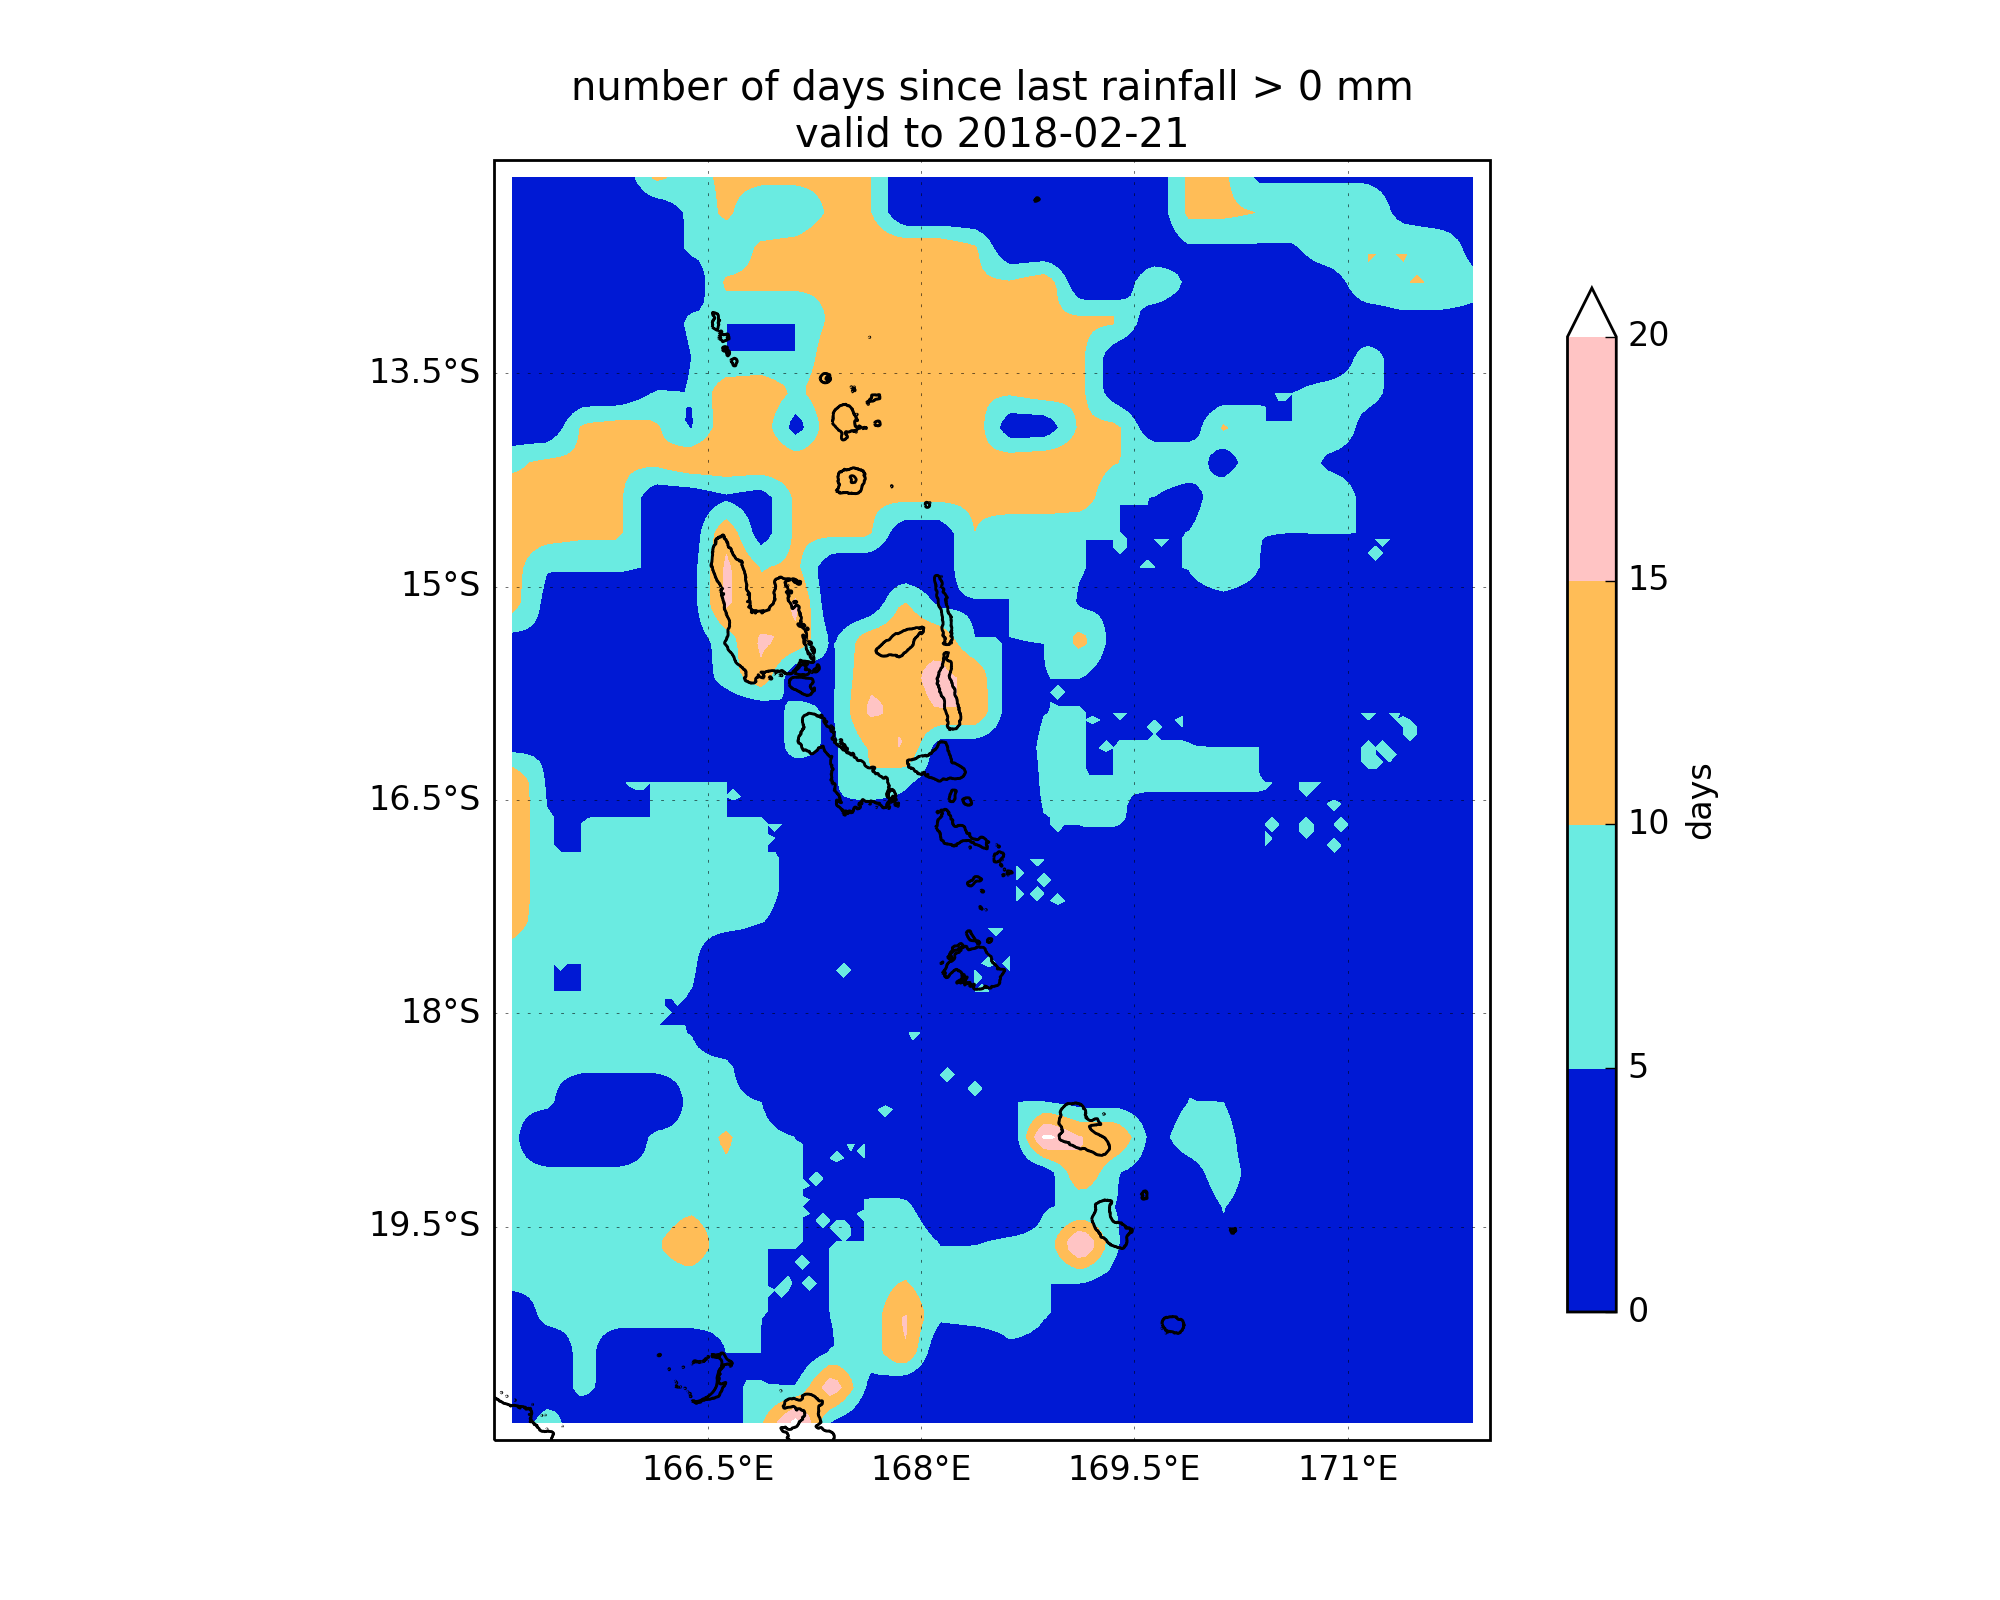 number of days since last rainfall > 0 mm
valid to 2018-02-21
13.5°S
15°S
16.5°S
18°S
19.5°S
166.5°E
168°E
169.5°E
171°E
20
15
10
5
0
days